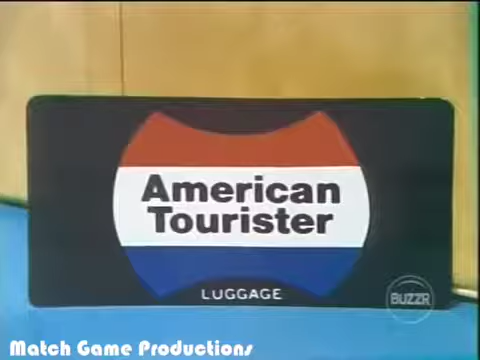 American
Tourister
LUGGAGE
BUZZR
Match Game Productions